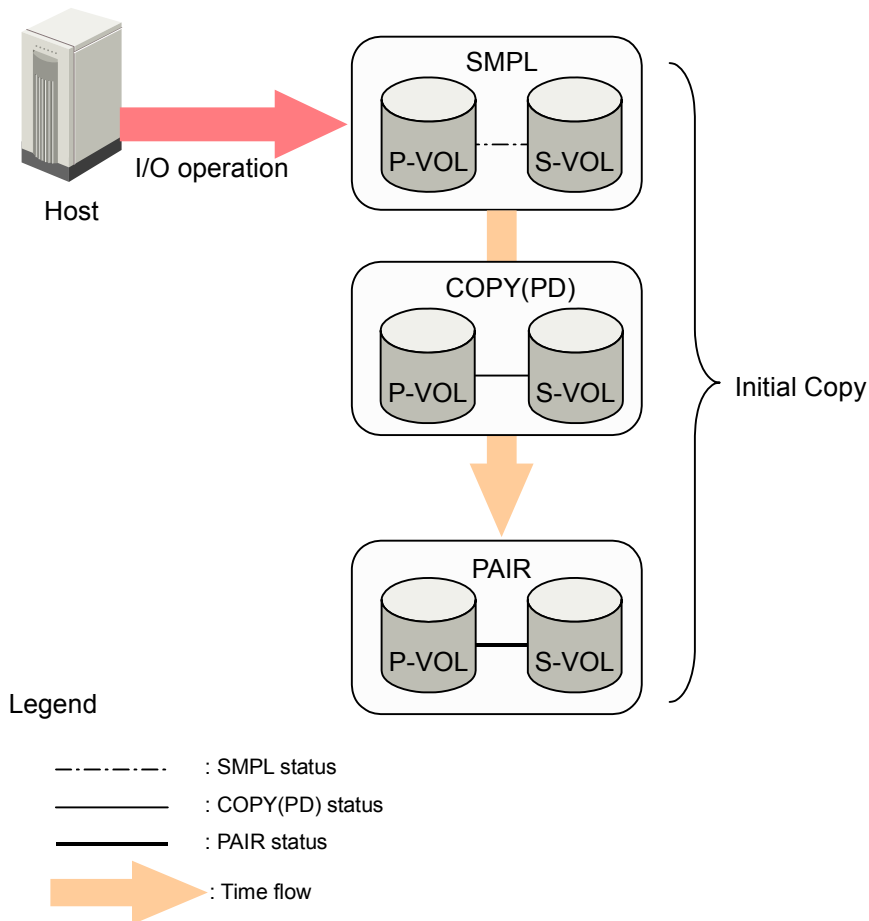 SMPL
P-VOL
S-VOL
I/O operation
Host
COPY(PD)
P-VOL
S-VOL
Initial Copy
PAIR
P-VOL
S-VOL
Legend
: SMPL status
: COPY(PD) status
: PAIR status
: Time flow